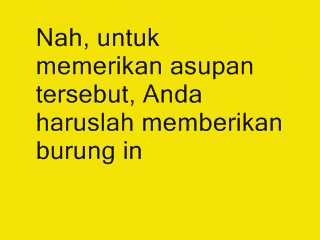 Nah, untuk
memerikan asupan
tersebut, Anda
haruslah memberikan
burung in